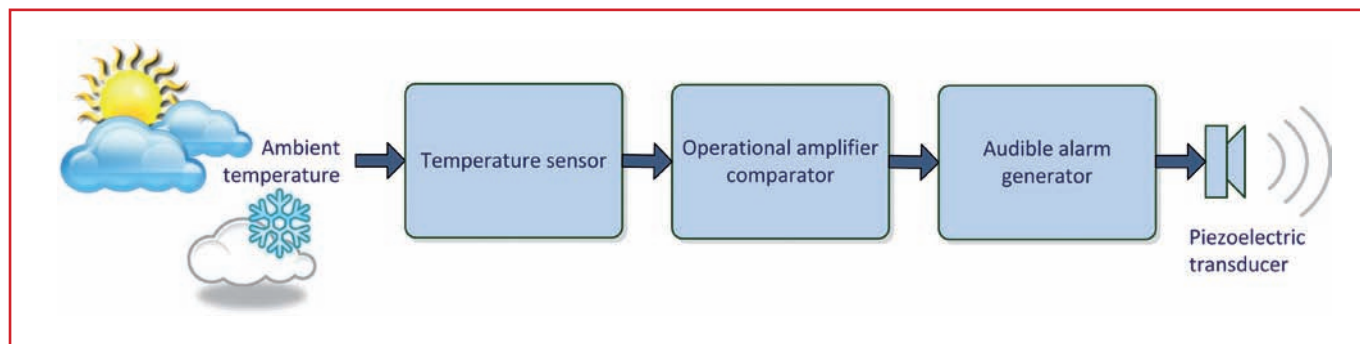 Ambient
temperature
Temperature sensor
Operational amplifier
comparator
Audible alarm
generator
Piezoelectric
transducer